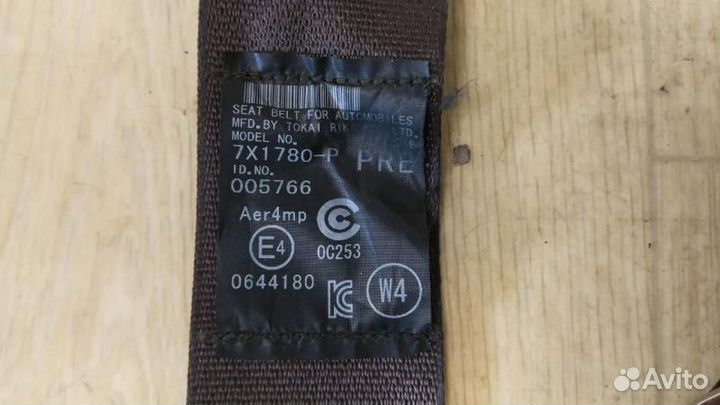 SEAT BELT FOR AUTOMOBILES
MFD. BY TOKAI RIKA CO., LTD.
MODEL NO.
7X1780-P PRE
ID. NO.
005766
Aer4mp
E4
0C253
0644180
W4
Avito